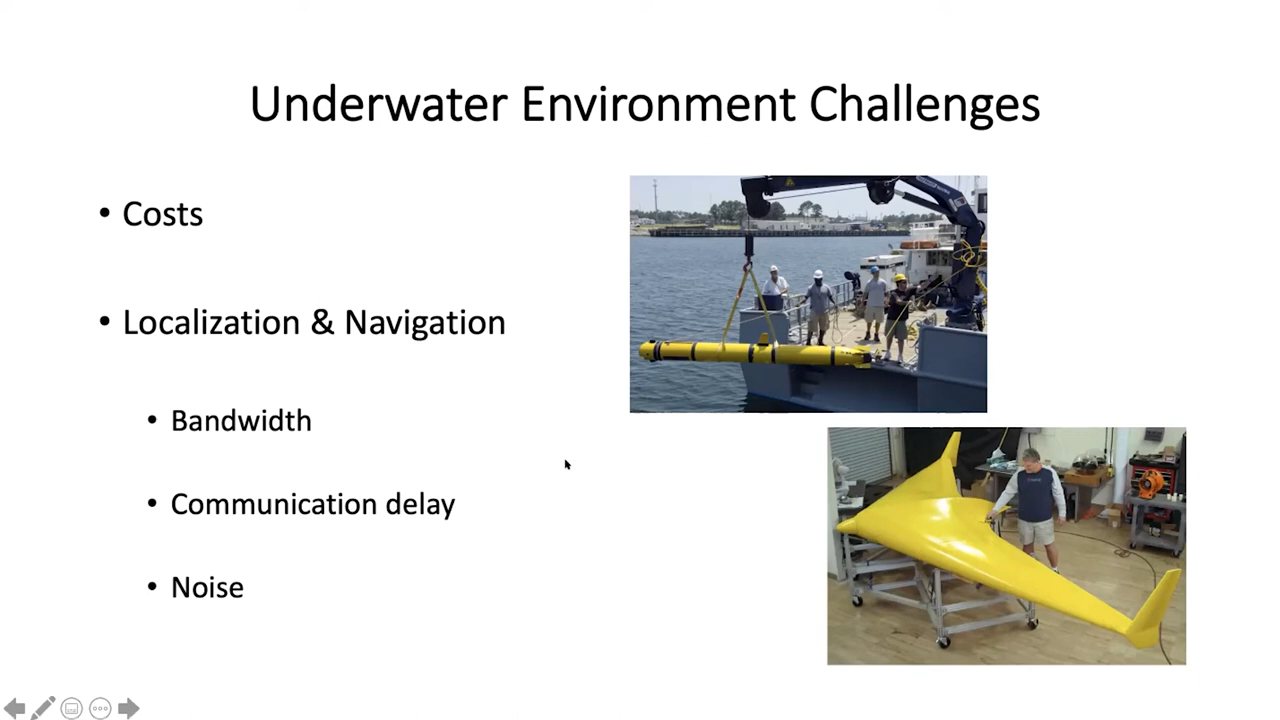 Underwater Environment Challenges
• Costs
• Localization & Navigation
• Bandwidth
• Communication delay
• Noise